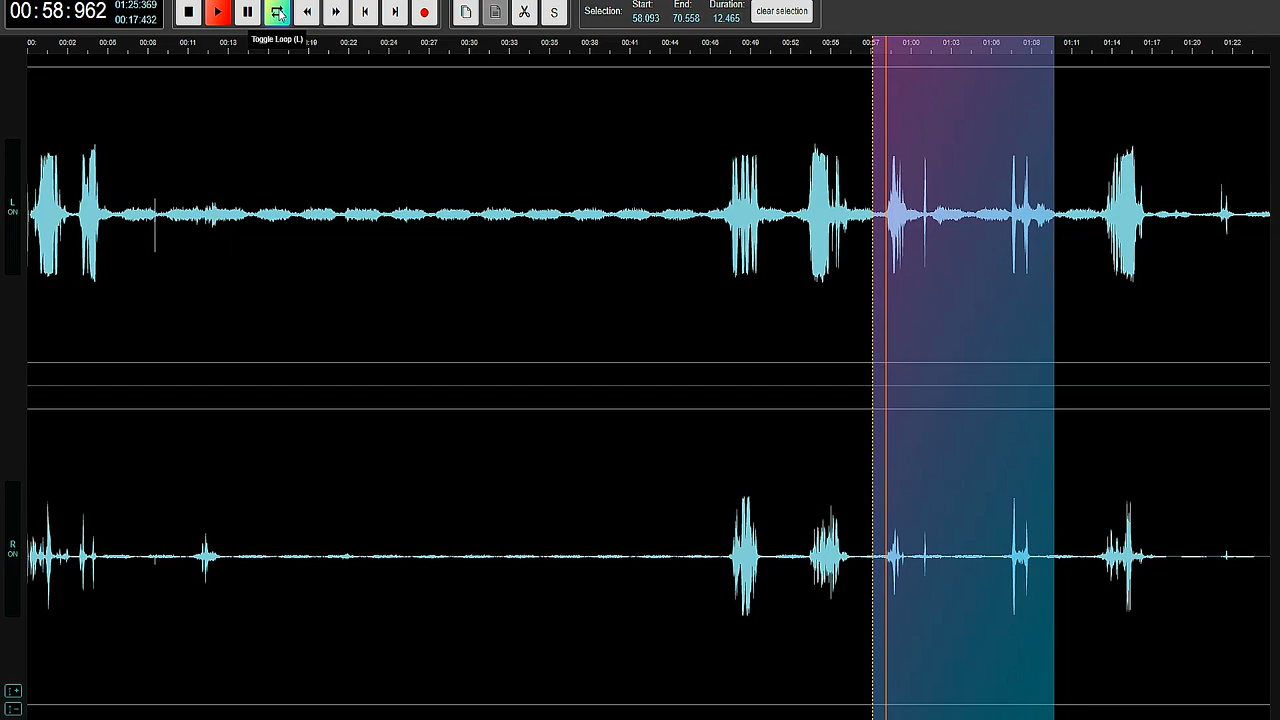 00:58:962
01:25:369
00:17:432
S
Selection:
Start:
58.093
End:
70.558
Duration:
12.465
clear selection
Toggle Loop (L)
00: 00:02 00:05 00:08 00:11 00:13 :19 00:22 00:25 00:27 00:30 00:33 00:35 00:38 00:41 00:44 00:46 00:49 00:52 00:55 00:57 01:00 01:03 01:06 01:08 01:11 01:14 01:17 01:20 01:22
L
ON
R
ON